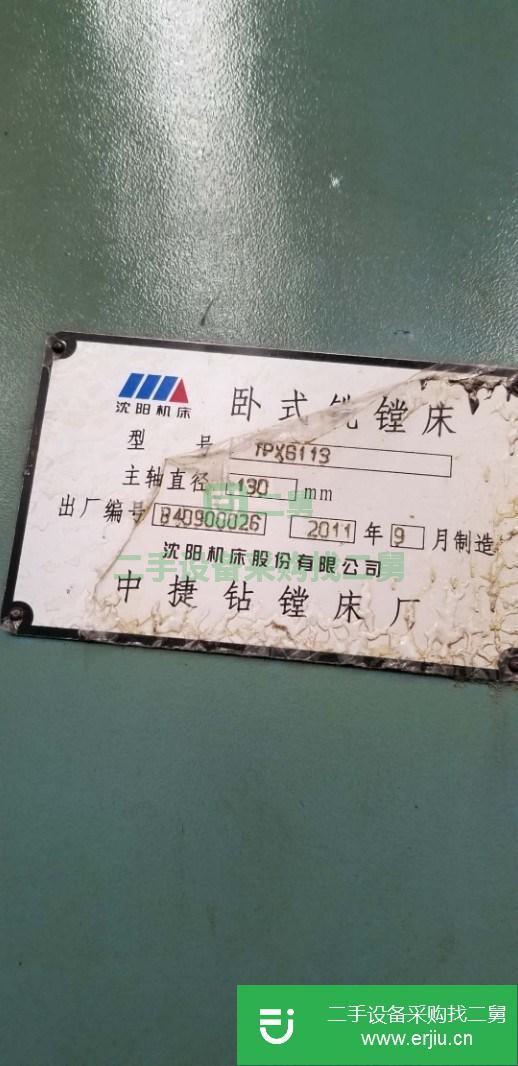 沈阳机床
卧式铣镗床
型号 TPX6113
主轴直径 130 mm
出厂编号 B40900026 2011 年 9 月制造
沈阳机床股份有限公司
中捷钻镗床厂
二舅
二手设备采购找二舅
二手设备采购找二舅
www.erjiu.cn